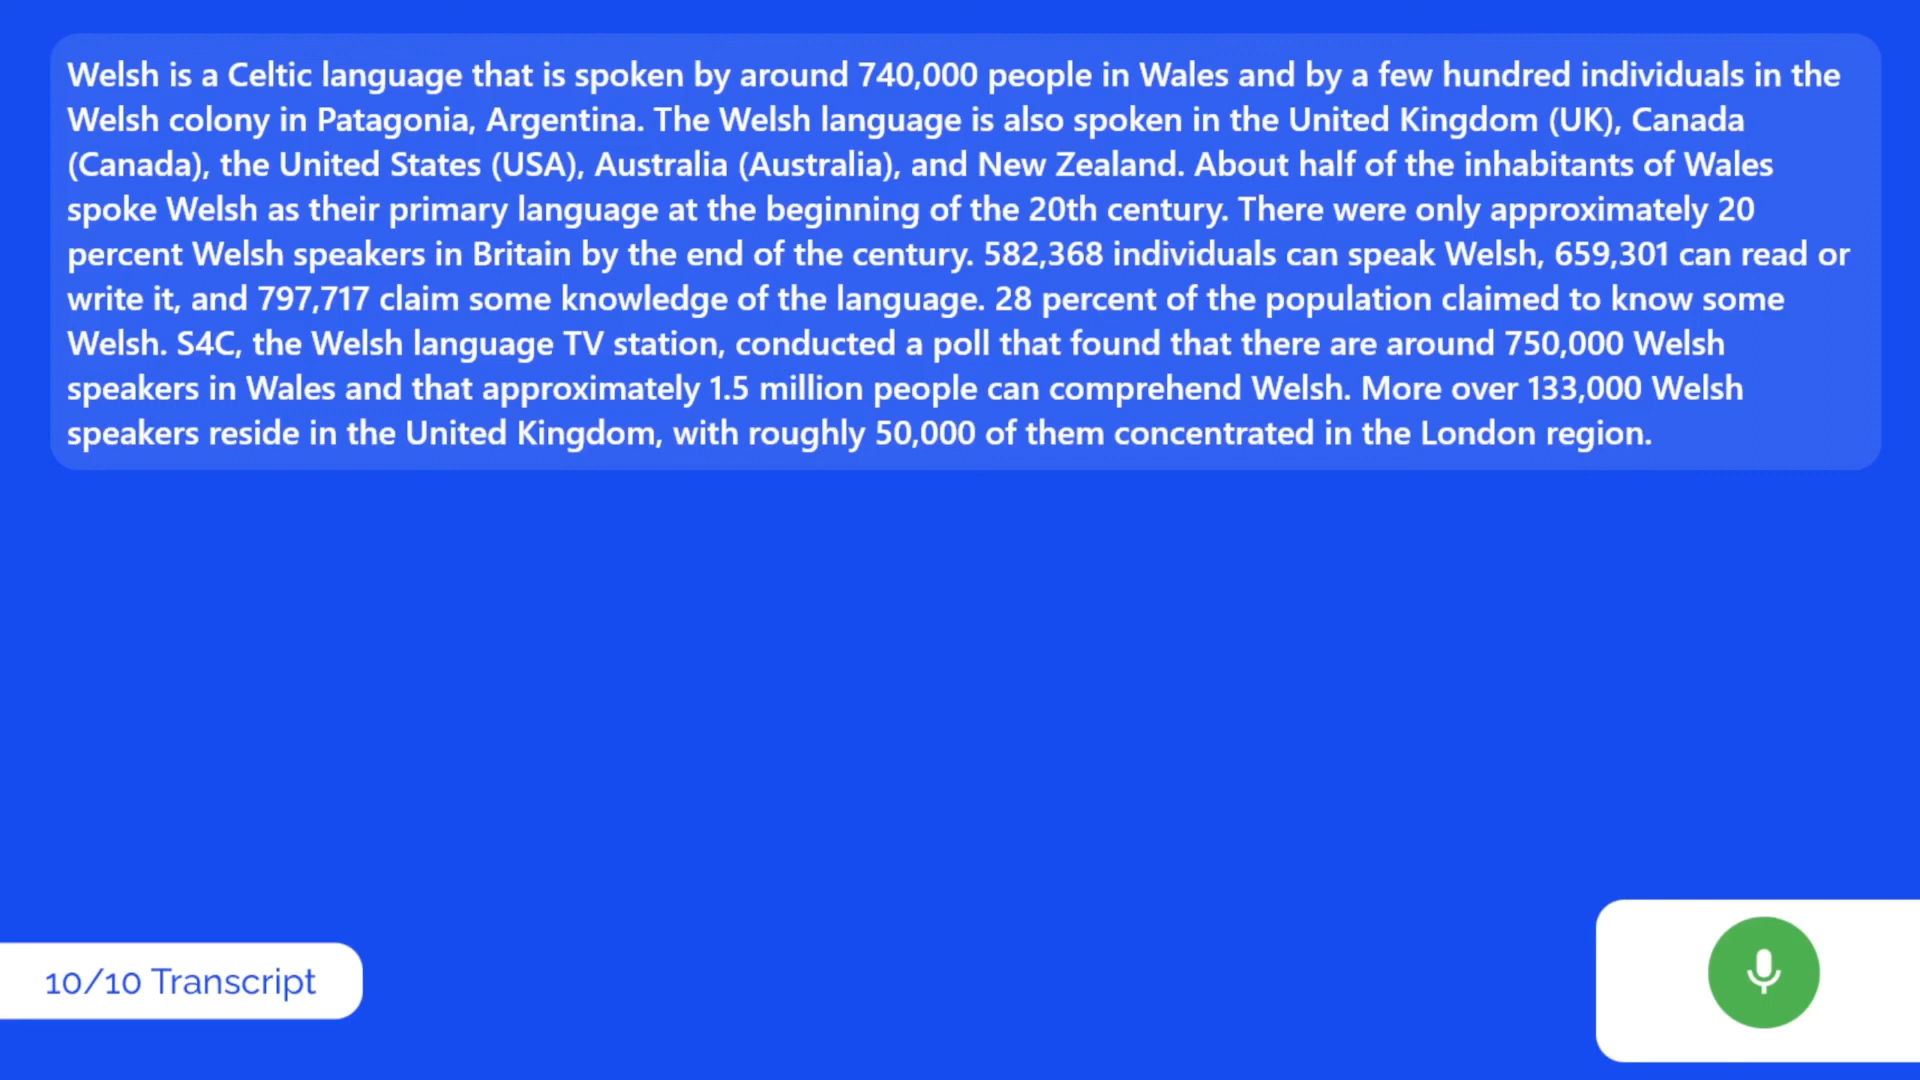 Welsh is a Celtic language that is spoken by around 740,000 people in Wales and by a few hundred individuals in the
Welsh colony in Patagonia, Argentina. The Welsh language is also spoken in the United Kingdom (UK), Canada
(Canada), the United States (USA), Australia (Australia), and New Zealand. About half of the inhabitants of Wales
spoke Welsh as their primary language at the beginning of the 20th century. There were only approximately 20
percent Welsh speakers in Britain by the end of the century. 582,368 individuals can speak Welsh, 659,301 can read or
write it, and 797,717 claim some knowledge of the language. 28 percent of the population claimed to know some
Welsh. S4C, the Welsh language TV station, conducted a poll that found that there are around 750,000 Welsh
speakers in Wales and that approximately 1.5 million people can comprehend Welsh. More over 133,000 Welsh
speakers reside in the United Kingdom, with roughly 50,000 of them concentrated in the London region.
10/10 Transcript